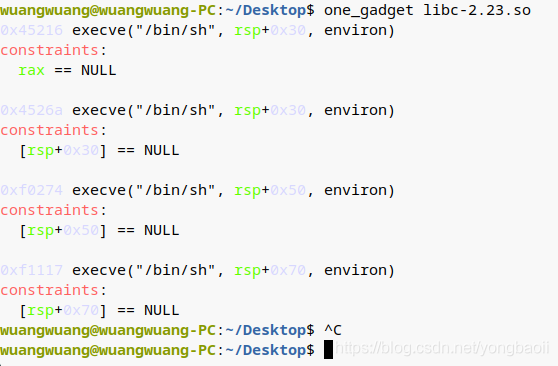 wuangwuang@wuangwuang-PC:~/Desktop$ one_gadget libc-2.23.so
0x45216 execve("/bin/sh", rsp+0x30, environ)
constraints:
  rax == NULL

0x4526a execve("/bin/sh", rsp+0x30, environ)
constraints:
  [rsp+0x30] == NULL

0xf0274 execve("/bin/sh", rsp+0x50, environ)
constraints:
  [rsp+0x50] == NULL

0xf1117 execve("/bin/sh", rsp+0x70, environ)
constraints:
  [rsp+0x70] == NULL
wuangwuang@wuangwuang-PC:~/Desktop$ ^C
wuangwuang@wuangwuang-PC:~/Desktop$ https://blog.csdn.net/yongbaoii